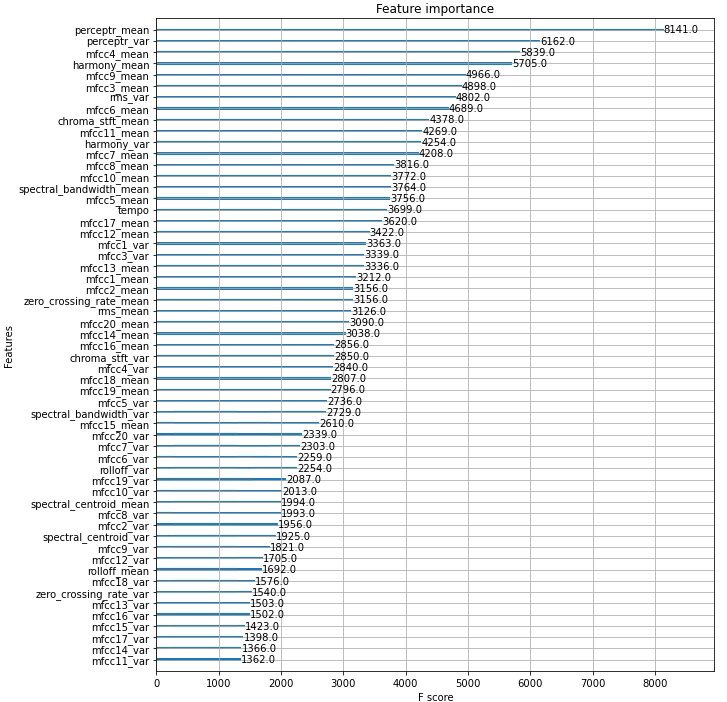 Feature importance
perceptr_mean 8141.0
perceptr_var 6162.0
mfcc4_mean 5839.0
harmony_mean 5705.0
mfcc9_mean 4966.0
mfcc3_mean 4898.0
rms_var 4802.0
mfcc6_mean 4689.0
chroma_stft_mean 4378.0
mfcc11_mean 4269.0
harmony_var 4254.0
mfcc7_mean 4208.0
mfcc8_mean 3816.0
mfcc10_mean 3772.0
spectral_bandwidth_mean 3764.0
mfcc5_mean 3756.0
tempo 3699.0
mfcc17_mean 3620.0
mfcc12_mean 3422.0
mfcc1_var 3363.0
mfcc3_var 3339.0
mfcc13_mean 3336.0
mfcc1_mean 3212.0
mfcc2_mean 3156.0
zero_crossing_rate_mean 3156.0
rms_mean 3126.0
mfcc20_mean 3090.0
mfcc14_mean 3038.0
mfcc16_mean 2856.0
chroma_stft_var 2850.0
mfcc4_var 2840.0
mfcc18_mean 2807.0
mfcc19_mean 2796.0
mfcc5_var 2736.0
spectral_bandwidth_var 2729.0
mfcc15_mean 2610.0
mfcc20_var 2339.0
mfcc7_var 2303.0
mfcc6_var 2259.0
rolloff_var 2254.0
mfcc19_var 2087.0
mfcc10_var 2013.0
spectral_centroid_mean 1994.0
mfcc8_var 1993.0
mfcc2_var 1956.0
spectral_centroid_var 1925.0
mfcc9_var 1821.0
mfcc12_var 1705.0
rolloff_mean 1692.0
mfcc18_var 1576.0
zero_crossing_rate_var 1540.0
mfcc13_var 1503.0
mfcc16_var 1502.0
mfcc15_var 1423.0
mfcc17_var 1398.0
mfcc14_var 1366.0
mfcc11_var 1362.0
Features
0 1000 2000 3000 4000 5000 6000 7000 8000
F score